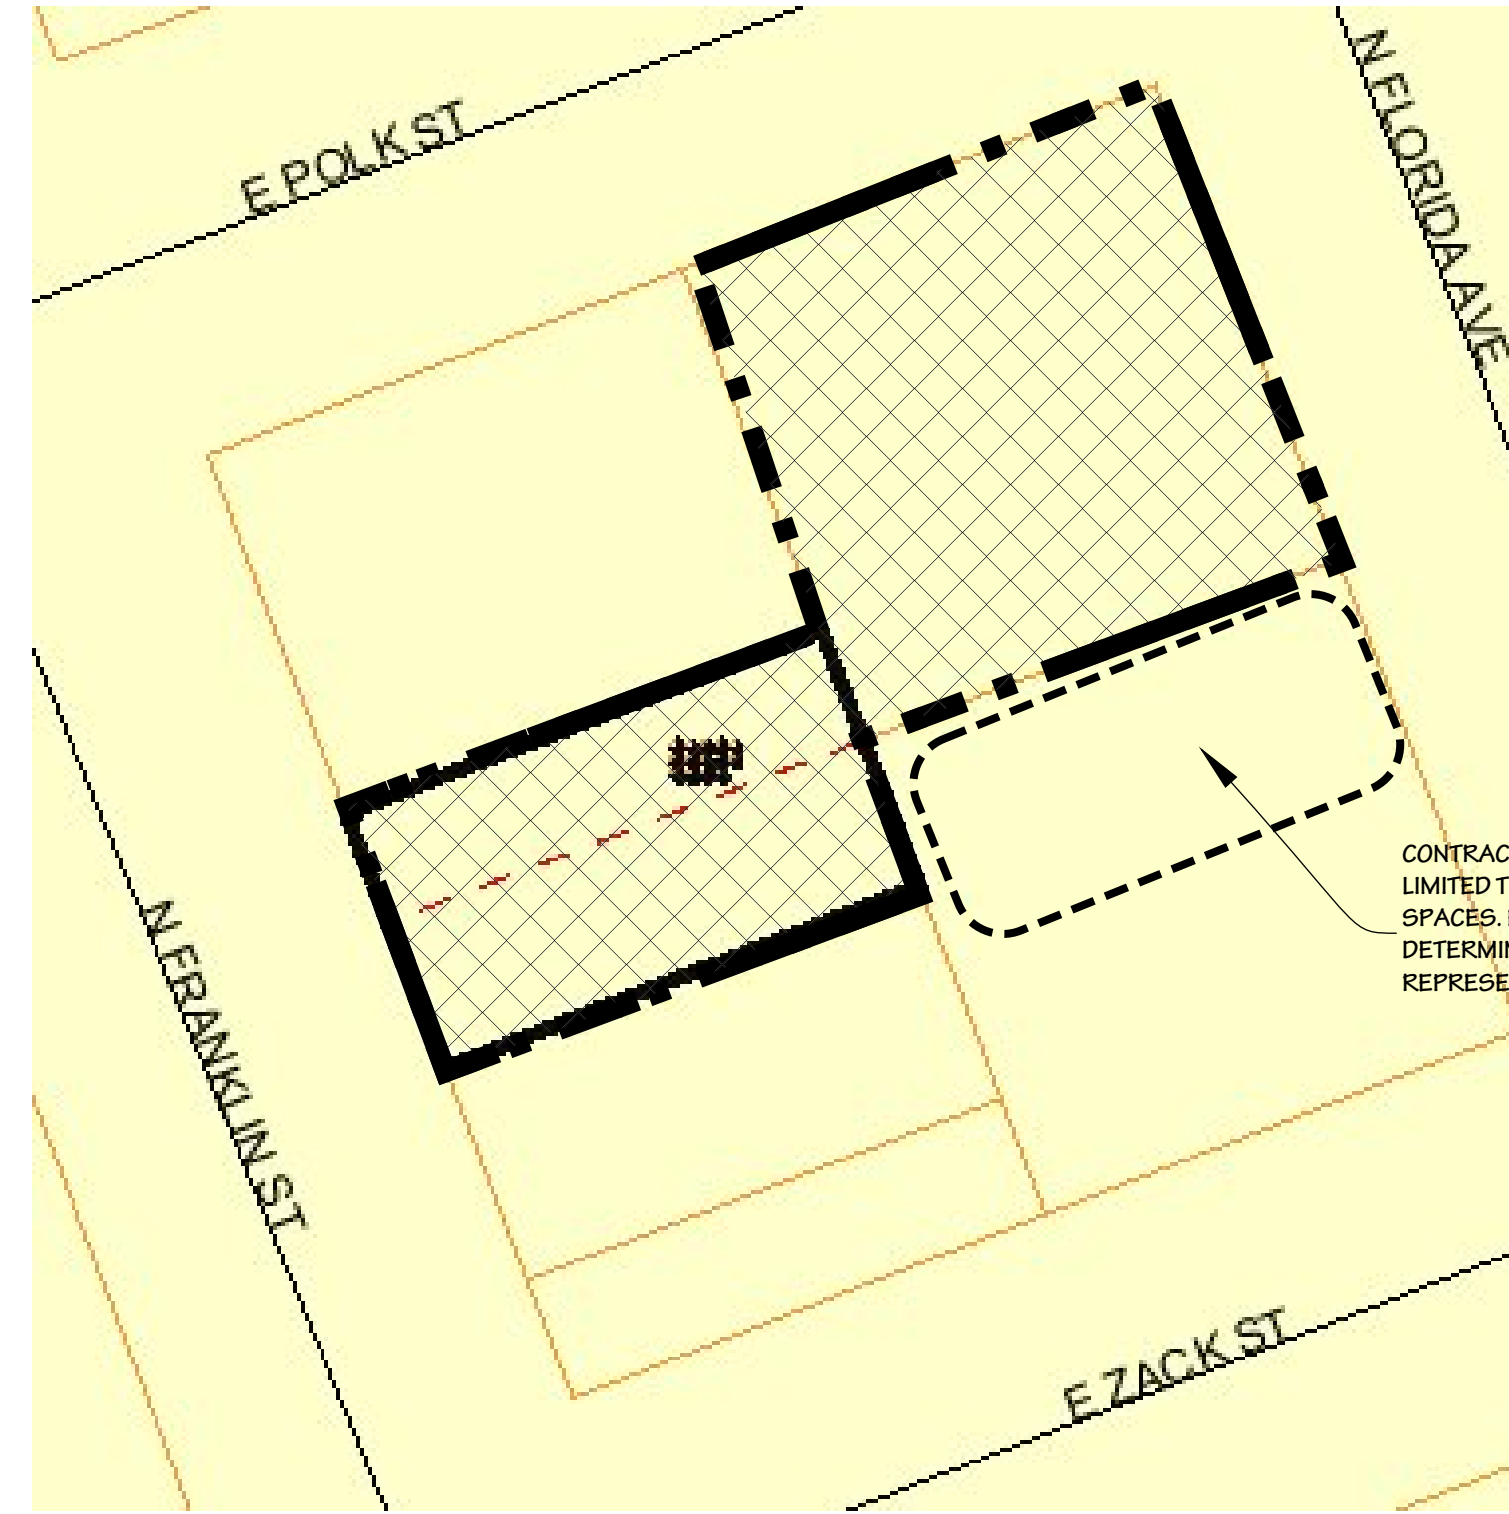 E POLK ST
N FLORIDA AVE
CONTRAC
LIMITED T
SPACES.
DETERMIN
REPRESE
N FRANKLIN ST
E ZACK ST